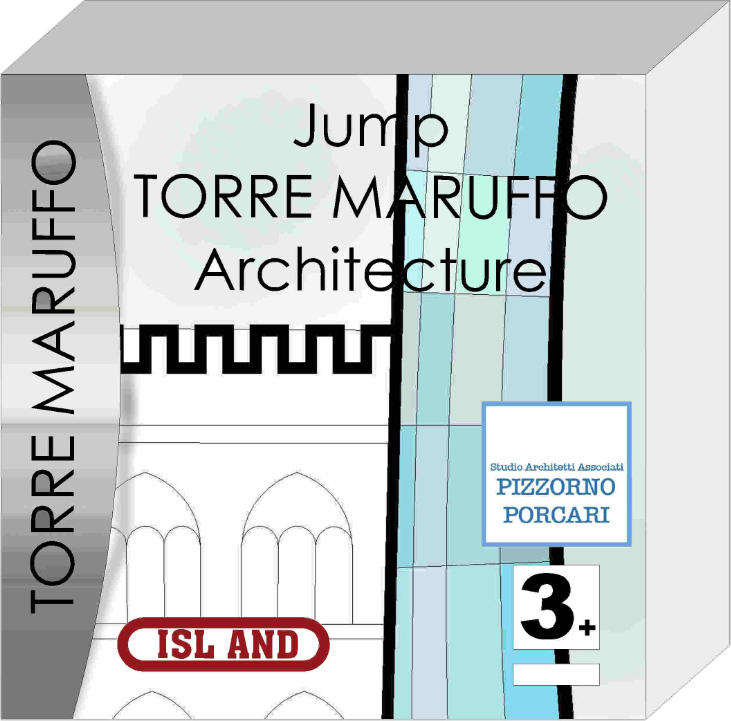 TORRE MARUFFO
Jump
TORRE MARUFFO
Architecture
Studio Architetti Associati
PIZZORNO
PORCARI
3+
ISL AND